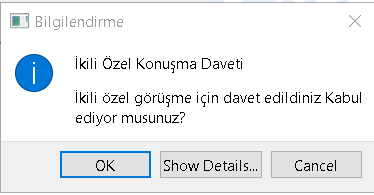 Bilgilendirme
İkili Özel Konuşma Daveti
İkili özel görüşme için davet edildiniz Kabul
ediyor musunuz?
OK
Show Details...
Cancel